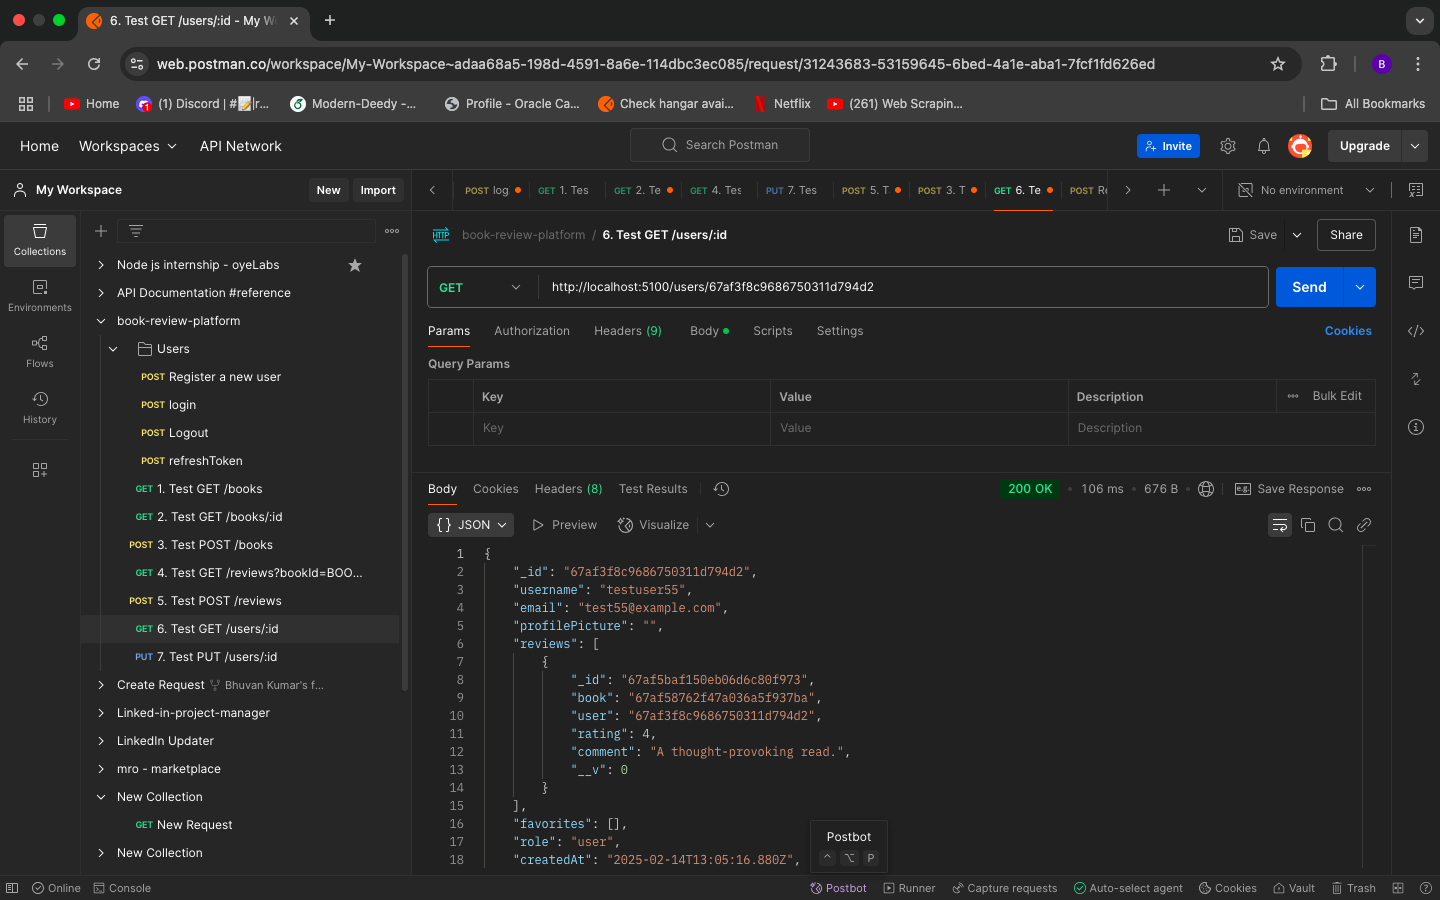 6. Test GET /users/:id - My Wo
web.postman.co/workspace/My-Workspace~adaa68a5-198d-4591-8a6e-114dbc3ec085/request/31243683-53159645-6bed-4a1e-aba1-7fcf1fd626ed
B
Home
(1) Discord | #📝|r...
Modern-Deedy -...
Profile - Oracle Ca...
Check hangar avai...
Netflix
(261) Web Scrapin...
All Bookmarks
Home
Workspaces
API Network
Search Postman
Invite
Upgrade
My Workspace
New
Import
POST log
GET 1. Tes
GET 2. Te
GET 4. Tes
PUT 7. Tes
POST 5. T
POST 3. T
GET 6. Te
POST Re
No environment
Collections
Environments
Flows
History
Node js internship - oyeLabs
API Documentation #reference
book-review-platform
Users
POST Register a new user
POST login
POST Logout
POST refreshToken
GET 1. Test GET /books
GET 2. Test GET /books/:id
POST 3. Test POST /books
GET 4. Test GET /reviews?bookId=BOO...
POST 5. Test POST /reviews
GET 6. Test GET /users/:id
PUT 7. Test PUT /users/:id
Create Request Bhuvan Kumar's f...
Linked-in-project-manager
LinkedIn Updater
mro - marketplace
New Collection
GET New Request
New Collection
HTTP book-review-platform / 6. Test GET /users/:id
Save
Share
GET
http://localhost:5100/users/67af3f8c9686750311d794d2
Send
Params
Authorization
Headers (9)
Body
Scripts
Settings
Cookies
Query Params
Key
Value
Description
Bulk Edit
Key
Value
Description
Body
Cookies
Headers (8)
Test Results
200 OK
106 ms
676 B
e.g. Save Response
{} JSON
Preview
Visualize
1 {
2 "_id": "67af3f8c9686750311d794d2",
3 "username": "testuser55",
4 "email": "test55@example.com",
5 "profilePicture": "",
6 "reviews": [
7 {
8 "_id": "67af5baf150eb06d6c80f973",
9 "book": "67af58762f47a036a5f937ba",
10 "user": "67af3f8c9686750311d794d2",
11 "rating": 4,
12 "comment": "A thought-provoking read.",
13 "__v": 0
14 }
15 ],
16 "favorites": [],
17 "role": "user",
18 "createdAt": "2025-02-14T13:05:16.880Z",
Postbot
^ ⌥ P
Online
Console
Postbot
Runner
Capture requests
Auto-select agent
Cookies
Vault
Trash